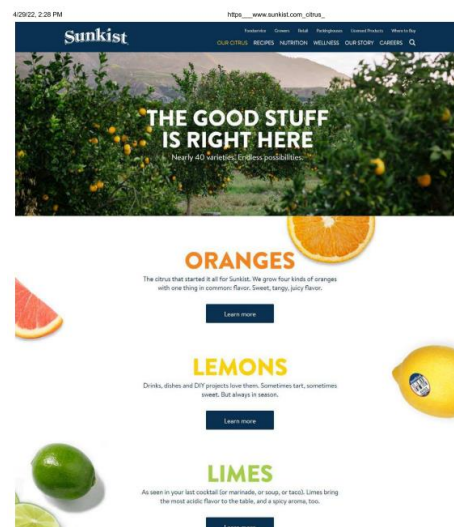 4/29/22, 2:28 PM
https___www.sunkist.com_citrus_
Sunkist
Foodservice Growers Retail Packinghouses Licensed Products Where to Buy
OUR CITRUS RECIPES NUTRITION WELLNESS OUR STORY CAREERS
THE GOOD STUFF
IS RIGHT HERE
Nearly 40 varieties. Endless possibilities.
ORANGES
The citrus that started it all for Sunkist. We grow four kinds of oranges
with one thing in common: flavor. Sweet, tangy, juicy flavor.
Learn more
LEMONS
Drinks, dishes and DIY projects love them. Sometimes tart, sometimes
sweet. But always in season.
Learn more
LIMES
As seen in your last cocktail (or marinade, or soup, or taco). Limes bring
the most acidic flavor to the table, and a spicy aroma, too.
Learn more